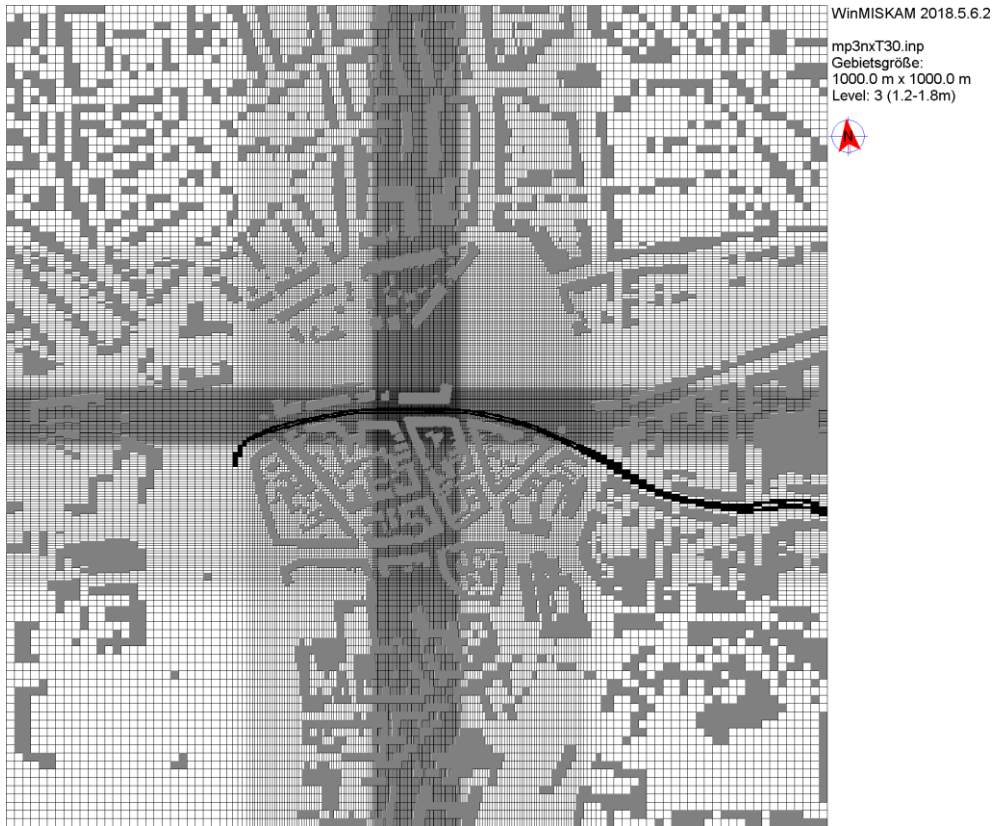 WinMISKAM 2018.5.6.2
mp3nxT30.inp
Gebietsgröße:
1000.0 m x 1000.0 m
Level: 3 (1.2-1.8m)
N